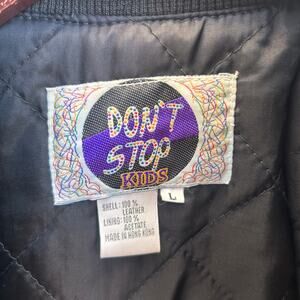 DON'T
STOP
KIDS
L
SHELL: 100 %
LEATHER
LINING: 100 %
ACETATE
MADE IN HONG KONG